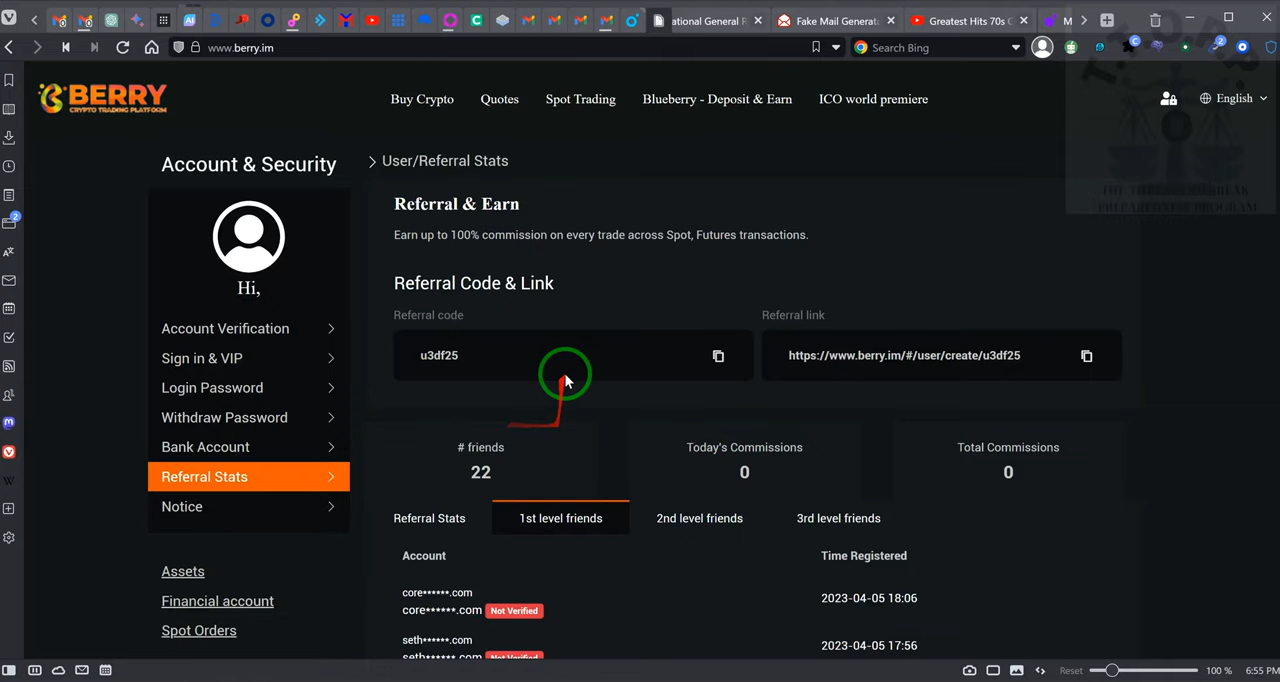 ational General R
Fake Mail Generato
Greatest Hits 70s
M
www.berry.im
Search Bing
C
2
BERRY
CRYPTO TRADING PLATFORM
Buy Crypto
Quotes
Spot Trading
Blueberry - Deposit & Earn
ICO world premiere
English
T.T.O.R.P
Account & Security
Hi,
Account Verification
Sign in & VIP
Login Password
Withdraw Password
Bank Account
Referral Stats
Notice
Assets
Financial account
Spot Orders
User/Referral Stats
Referral & Earn
Earn up to 100% commission on every trade across Spot, Futures transactions.
Referral Code & Link
Referral code
Referral link
u3df25
https://www.berry.im/#/user/create/u3df25
# friends
22
Today's Commissions
0
Total Commissions
0
Referral Stats
1st level friends
2nd level friends
3rd level friends
Account
Time Registered
core******.com
core******.com Not Verified
2023-04-05 18:06
seth******.com
seth******.com Not Verified
2023-04-05 17:56
Reset
100 %
6:55 PM